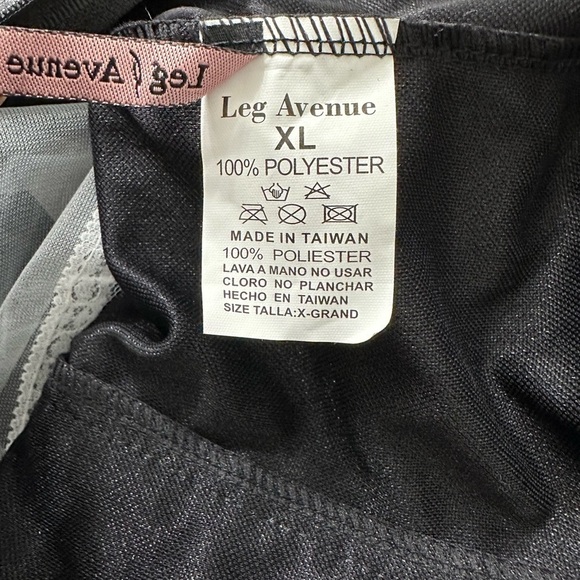 Leg Avenue
Leg Avenue
XL
100% POLYESTER
MADE IN TAIWAN
100% POLIESTER
LAVA A MANO NO USAR
CLORO NO PLANCHAR
HECHO EN TAIWAN
SIZE TALLA:X-GRAND